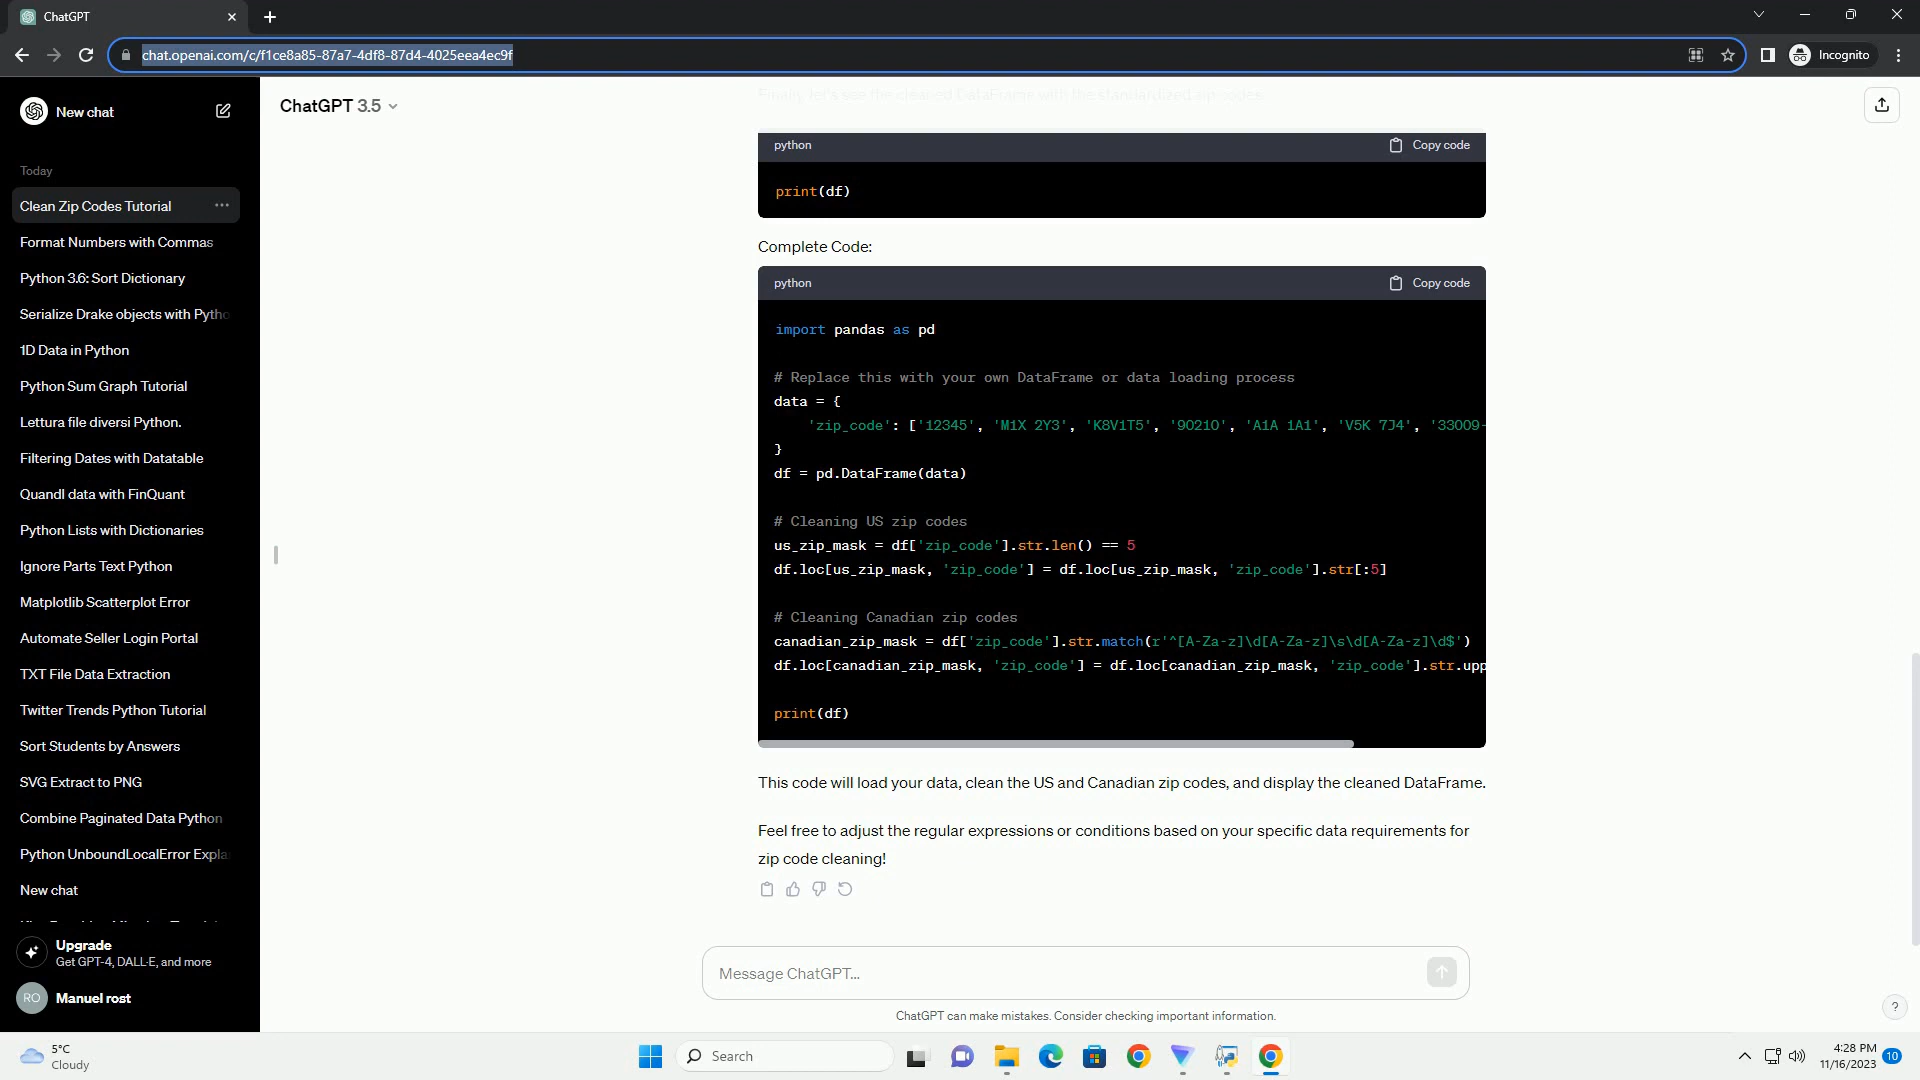 ChatGPT
chat.openai.com/c/f1ce8a85-87a7-4df8-87d4-4025eea4ec9f
Incognito
New chat
ChatGPT 3.5
Finally, let's see the cleaned DataFrame with the standardized zip codes.
Today
Clean Zip Codes Tutorial
Format Numbers with Commas
Python 3.6: Sort Dictionary
Serialize Drake objects with Pytho
1D Data in Python
Python Sum Graph Tutorial
Lettura file diversi Python.
Filtering Dates with Datatable
Quandl data with FinQuant
Python Lists with Dictionaries
Ignore Parts Text Python
Matplotlib Scatterplot Error
Automate Seller Login Portal
TXT File Data Extraction
Twitter Trends Python Tutorial
Sort Students by Answers
SVG Extract to PNG
Combine Paginated Data Python
Python UnboundLocalError Expla
New chat
Upgrade
Get GPT-4, DALL·E, and more
RO Manuel rost
python Copy code
print(df)
Complete Code:
python Copy code
import pandas as pd
# Replace this with your own DataFrame or data loading process
data = {
'zip_code': ['12345', 'M1X 2Y3', 'K8V1T5', '90210', 'A1A 1A1', 'V5K 7J4', '33009-
}
df = pd.DataFrame(data)
# Cleaning US zip codes
us_zip_mask = df['zip_code'].str.len() == 5
df.loc[us_zip_mask, 'zip_code'] = df.loc[us_zip_mask, 'zip_code'].str[:5]
# Cleaning Canadian zip codes
canadian_zip_mask = df['zip_code'].str.match(r'^[A-Za-z]\d[A-Za-z]\s\d[A-Za-z]\d$')
df.loc[canadian_zip_mask, 'zip_code'] = df.loc[canadian_zip_mask, 'zip_code'].str.upp
print(df)
This code will load your data, clean the US and Canadian zip codes, and display the cleaned DataFrame.
Feel free to adjust the regular expressions or conditions based on your specific data requirements for
zip code cleaning!
Message ChatGPT...
ChatGPT can make mistakes. Consider checking important information.
?
5°C
Cloudy
Search
4:28 PM
11/16/2023
10